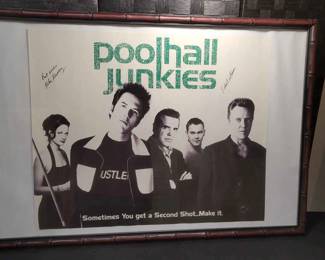 poolhall
junkies
USTLE
Sometimes You get a Second Shot..Make it.